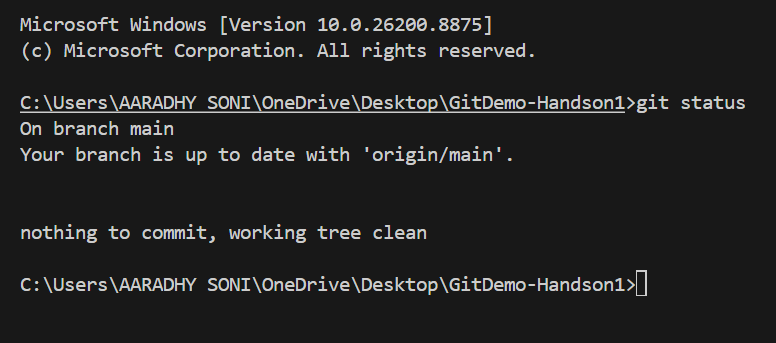 Microsoft Windows [Version 10.0.26200.8875]
(c) Microsoft Corporation. All rights reserved.
C:\Users\AARADHY SONI\OneDrive\Desktop\GitDemo-Handson1>git status
On branch main
Your branch is up to date with 'origin/main'.
nothing to commit, working tree clean
C:\Users\AARADHY SONI\OneDrive\Desktop\GitDemo-Handson1>